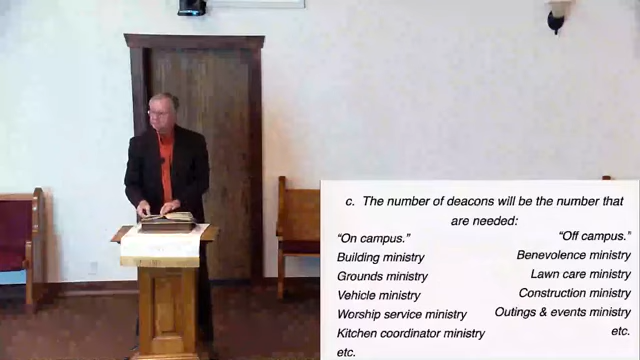 c. The number of deacons will be the number that
are needed:
“On campus.”
Building ministry
Grounds ministry
Vehicle ministry
Worship service ministry
Kitchen coordinator ministry
etc.
“Off campus.”
Benevolence ministry
Lawn care ministry
Construction ministry
Outings & events ministry
etc.